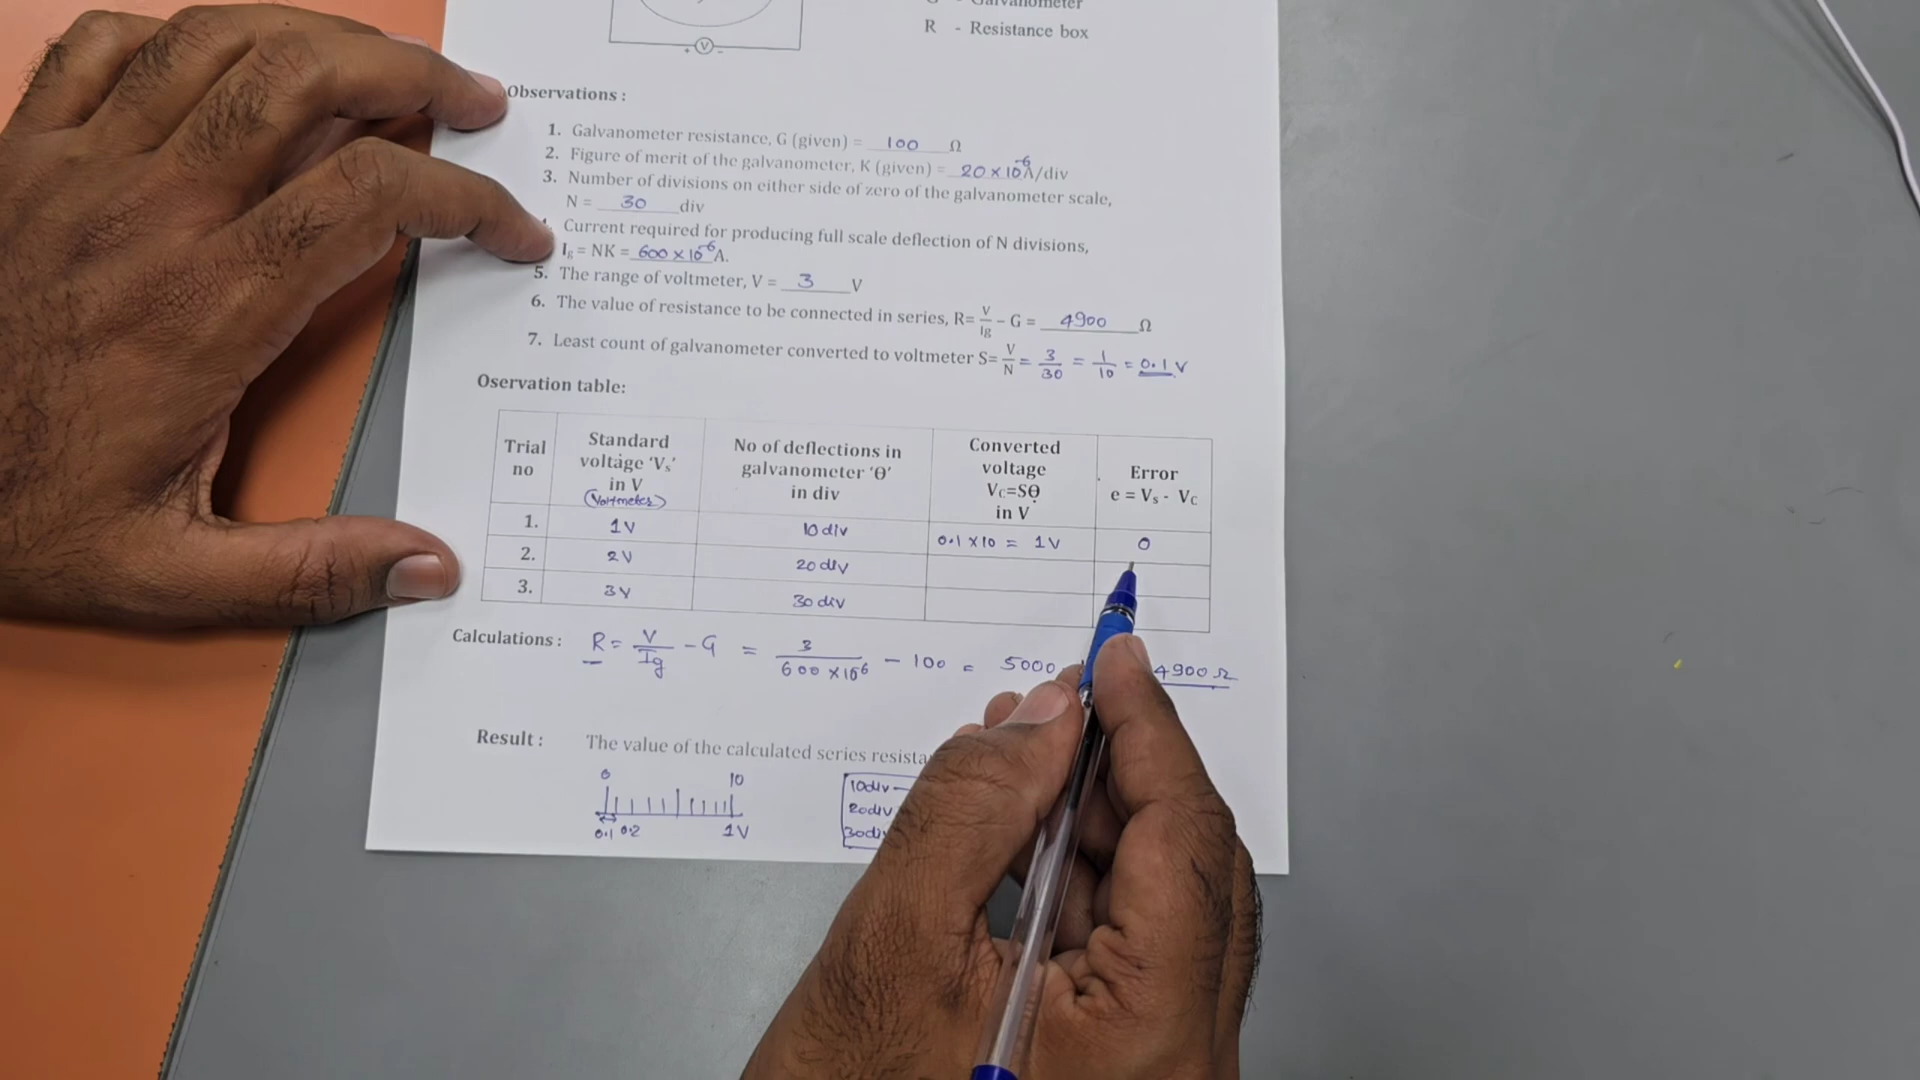 R - Resistance box
+ V -
Observations :
1. Galvanometer resistance, G (given) = 100 Ω
2. Figure of merit of the galvanometer, K (given) = 20 x 10⁻⁶ A/div
3. Number of divisions on either side of zero of the galvanometer scale,
N = 30 div
Current required for producing full scale deflection of N divisions,
Ig = NK = 600 x 10⁻⁶ A.
5. The range of voltmeter, V = 3 V
6. The value of resistance to be connected in series, R= V/Ig – G = 4900 Ω
7. Least count of galvanometer converted to voltmeter S= V/N = 3/30 = 1/10 = 0.1 V
Oservation table:
Trial no
Standard voltage 'Vs' in V (Voltmeter)
No of deflections in galvanometer 'Θ' in div
Converted voltage VC=SΘ in V
Error e = Vs - VC
1. 1V 10 div 0.1 x 10 = 1V 0
2. 2V 20 div
3. 3V 30 div
Calculations : R = V/Ig - G = 3/600 x 10⁻⁶ - 100 = 5000 4900 Ω
Result : The value of the calculated series
0 10
0.1 0.2 1V
10div
20div